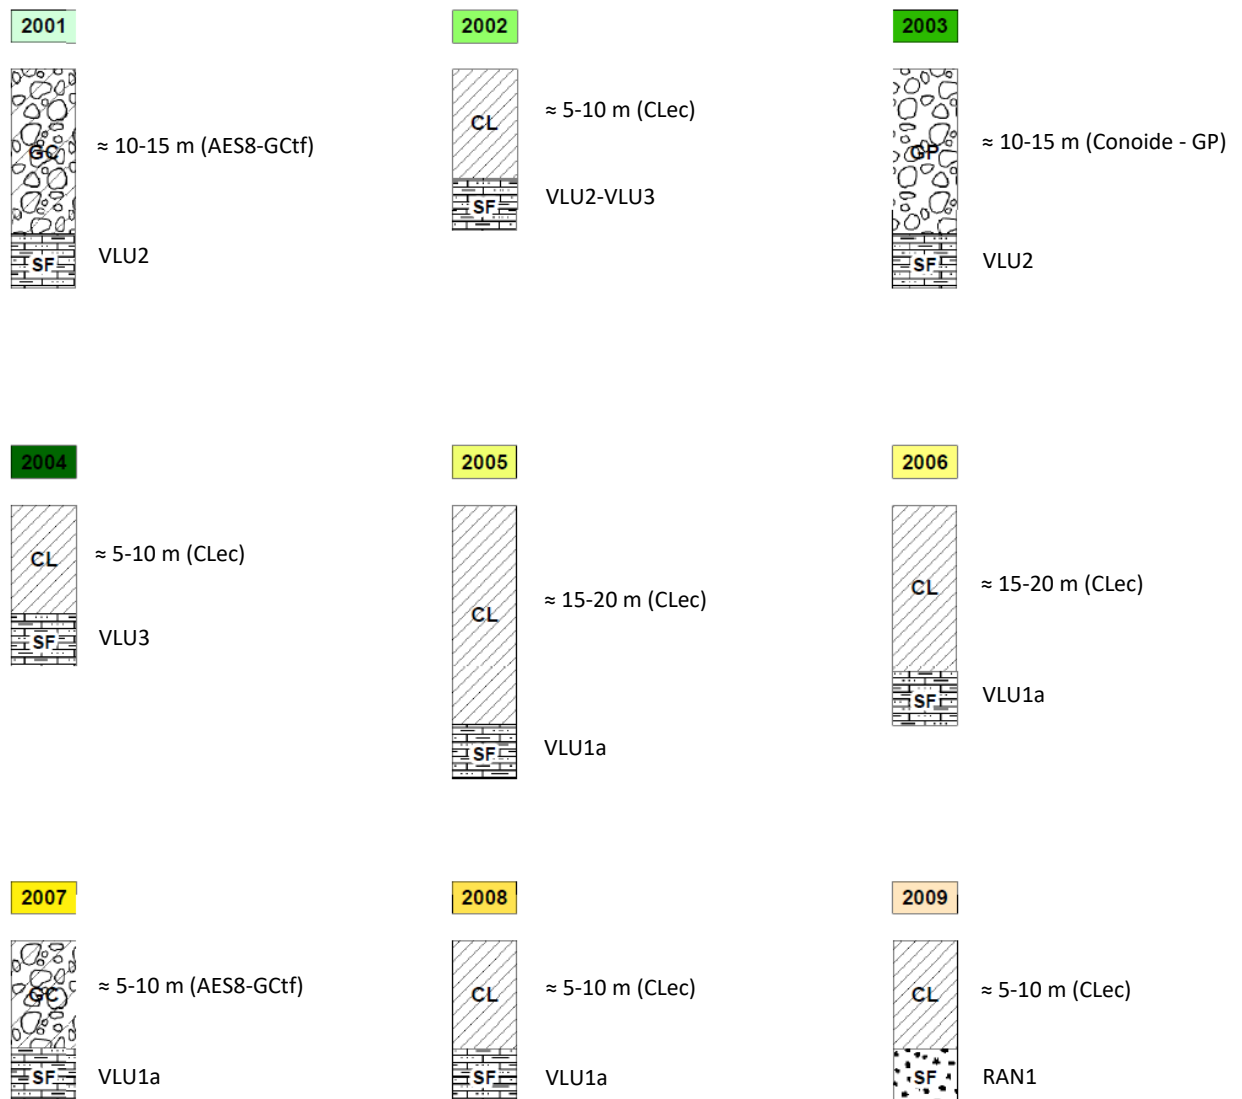 2001
GC
≈ 10-15 m (AES8-GCtf)
SF
VLU2
2002
CL
≈ 5-10 m (CLec)
SF
VLU2-VLU3
2003
GP
≈ 10-15 m (Conoide - GP)
SF
VLU2
2004
CL
≈ 5-10 m (CLec)
SF
VLU3
2005
CL
≈ 15-20 m (CLec)
SF
VLU1a
2006
CL
≈ 15-20 m (CLec)
SF
VLU1a
2007
GC
≈ 5-10 m (AES8-GCtf)
SF
VLU1a
2008
CL
≈ 5-10 m (CLec)
SF
VLU1a
2009
CL
≈ 5-10 m (CLec)
SF
RAN1